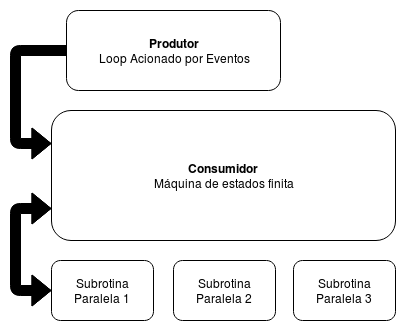 Produtor
Loop Acionado por Eventos
Consumidor
Máquina de estados finita
Subrotina
Paralela 1
Subrotina
Paralela 2
Subrotina
Paralela 3